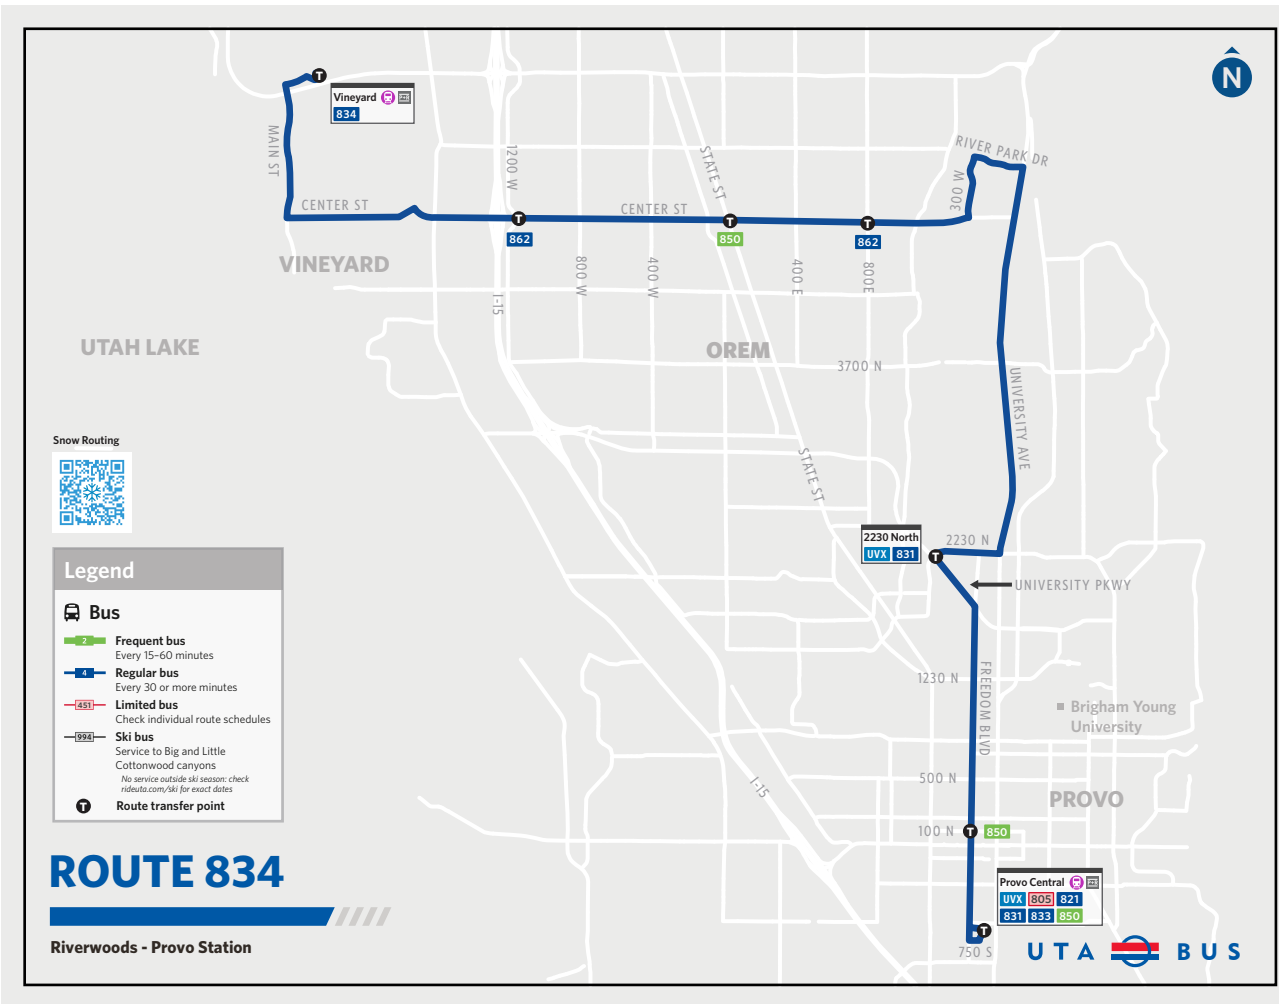 N
T
Vineyard
834
MAIN ST
CENTER ST
1200 W
STATE ST
CENTER ST
RIVER PARK DR
300 W
T
T
T
862
850
862
VINEYARD
I-15
800 W
400 W
400 E
800E
UTAH LAKE
OREM
3700 N
UNIVERSITY AVE
STATE ST
Snow Routing
2230 North
UVX 831
T
2230 N
UNIVERSITY PKWY
Legend
Bus
2
Frequent bus
Every 15–60 minutes
4
Regular bus
Every 30 or more minutes
451
Limited bus
Check individual route schedules
994
Ski bus
Service to Big and Little
Cottonwood canyons
No service outside ski season: check
rideuta.com/ski for exact dates
T
Route transfer point
1230 N
FREEDOM BLVD
Brigham Young
University
I-15
500 N
PROVO
100 N
T
850
Provo Central
UVX 805 821
831 833 850
T
750 S
ROUTE 834
Riverwoods - Provo Station
UTA BUS